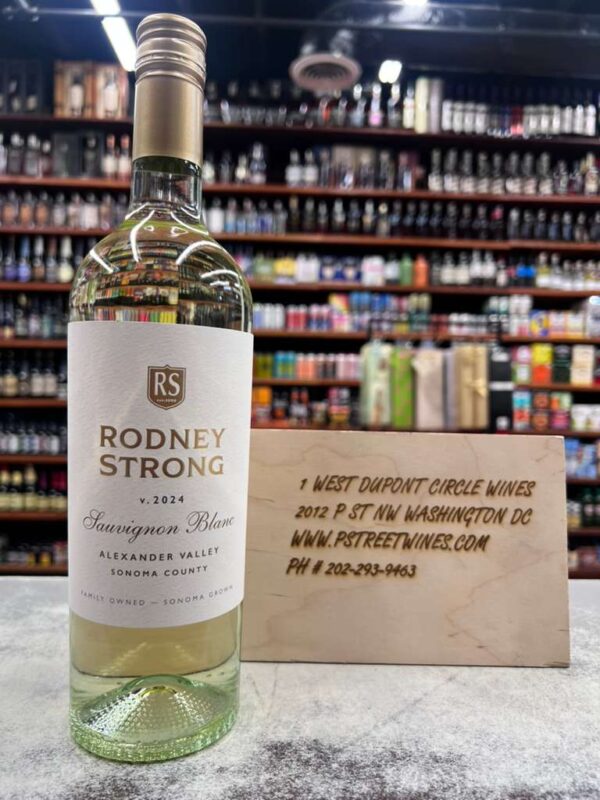 RS
RODNEY
STRONG
v. 2024
Sauvignon Blanc
ALEXANDER VALLEY
SONOMA COUNTY
FAMILY OWNED — SONOMA GROWN
1 WEST DUPONT CIRCLE WINES
2012 P ST NW WASHINGTON DC
WWW.PSTREETWINES.COM
PH # 202-293-9463